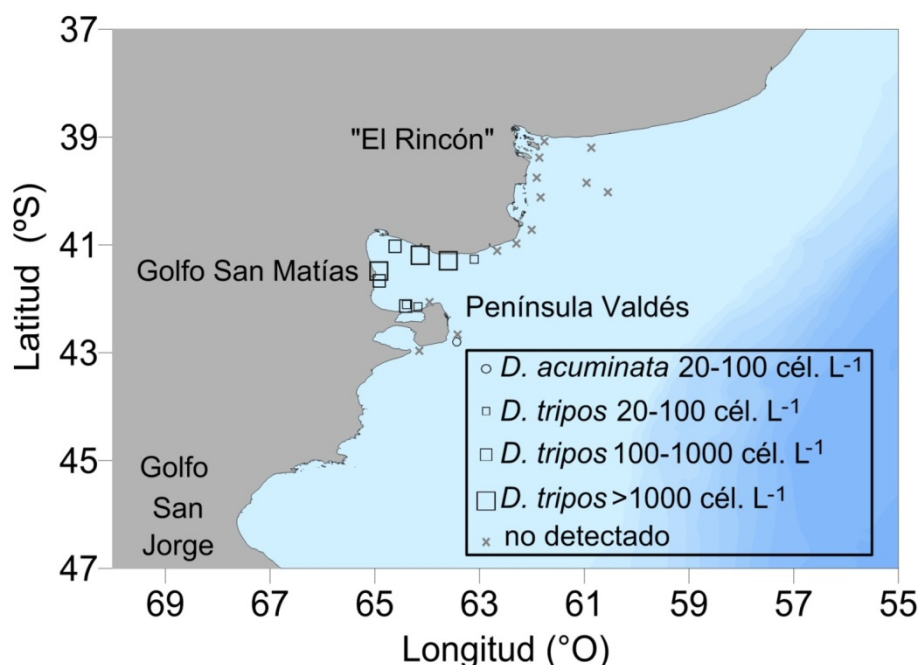 37
39
41
43
45
47
Latitud (ºS)
"El Rincón"
Golfo San Matías
Península Valdés
D. acuminata 20-100 cél. L-1
D. tripos 20-100 cél. L-1
D. tripos 100-1000 cél. L-1
D. tripos >1000 cél. L-1
no detectado
Golfo
San
Jorge
69 67 65 63 61 59 57 55
Longitud (°O)